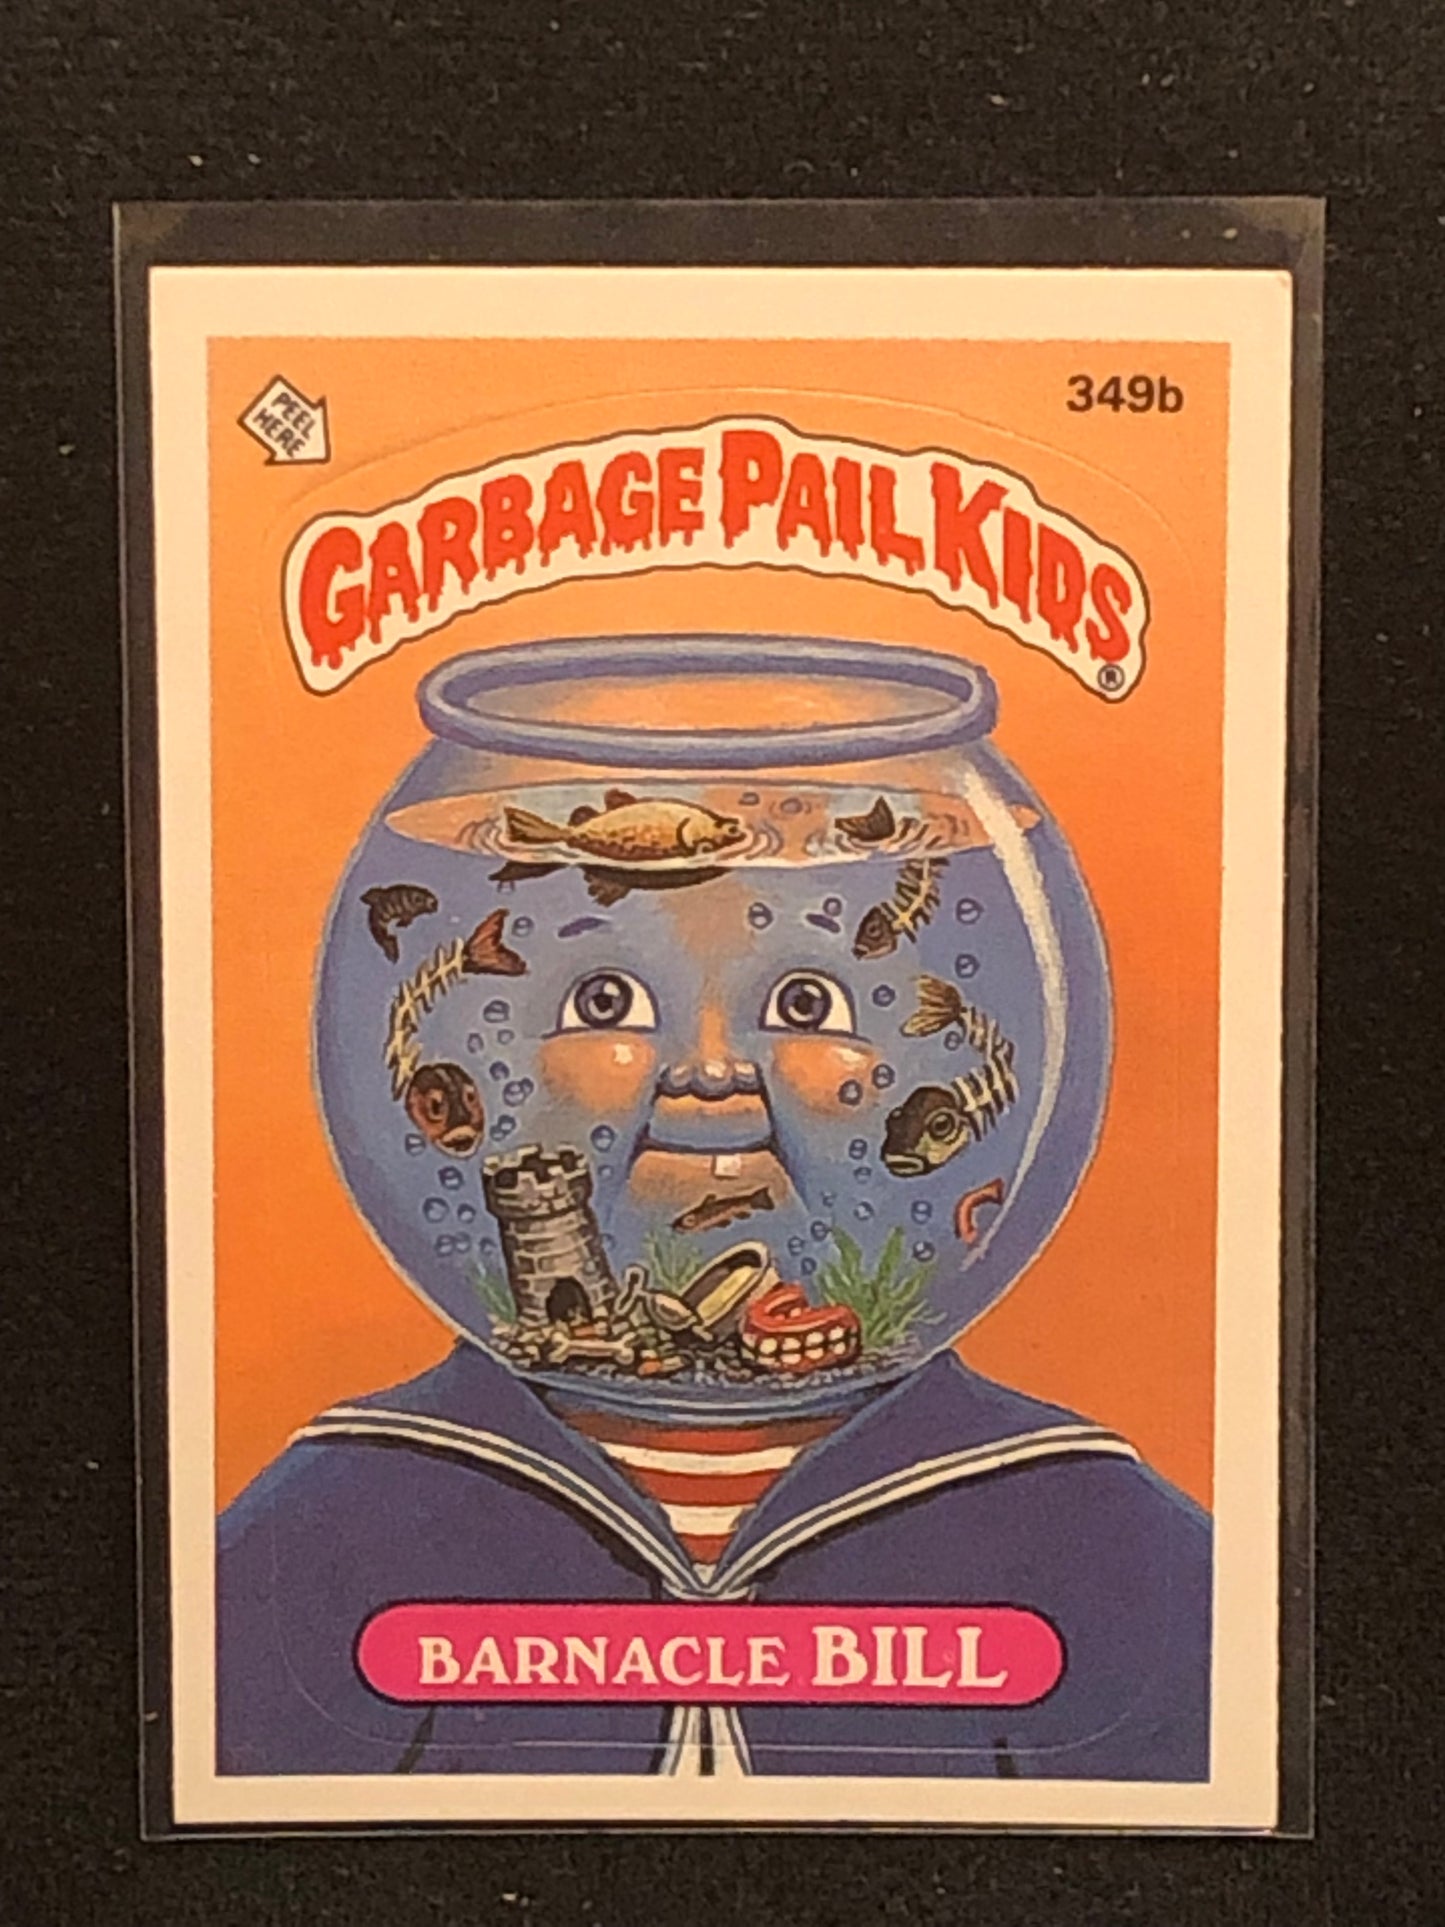 PEEL
HERE
349b
GARBAGE PAIL KIDS®
BARNACLE BILL